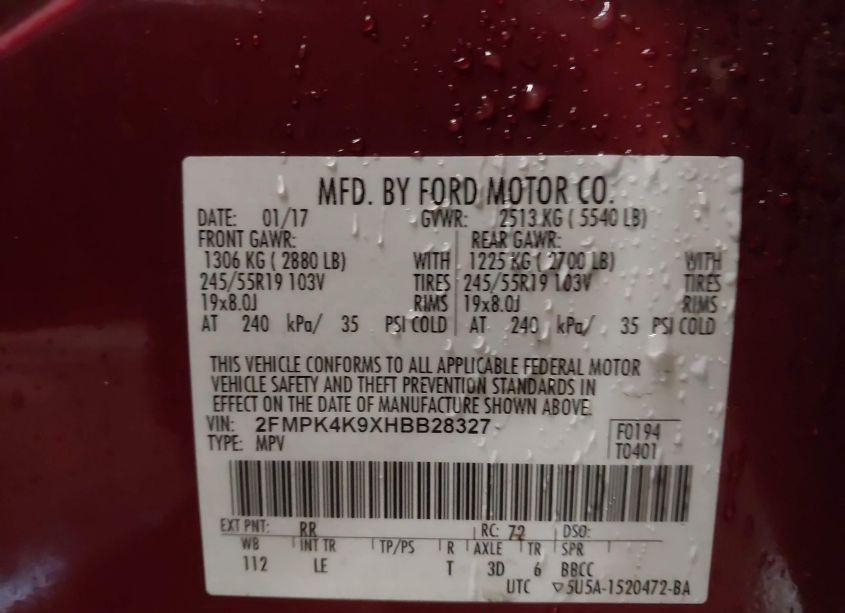 MFD. BY FORD MOTOR CO.
DATE: 01/17 GVWR: 2513 KG ( 5540 LB)
FRONT GAWR: REAR GAWR:
1306 KG ( 2880 LB) WITH 1225 KG ( 2700 LB) WITH
245/55R19 103V TIRES 245/55R19 103V TIRES
19x8.0J RIMS 19x8.0J RIMS
AT 240 kPa/ 35 PSI COLD AT 240 kPa/ 35 PSI COLD
THIS VEHICLE CONFORMS TO ALL APPLICABLE FEDERAL MOTOR
VEHICLE SAFETY AND THEFT PREVENTION STANDARDS IN
EFFECT ON THE DATE OF MANUFACTURE SHOWN ABOVE.
VIN: 2FMPK4K9XHBB28327
TYPE: MPV
F0194
T0401
EXT PNT: RR RC: 72 DSO:
WB INT TR TP/PS R AXLE TR SPR
112 LE T 3D 6 BBCC
UTC ▽5U5A-1520472-BA